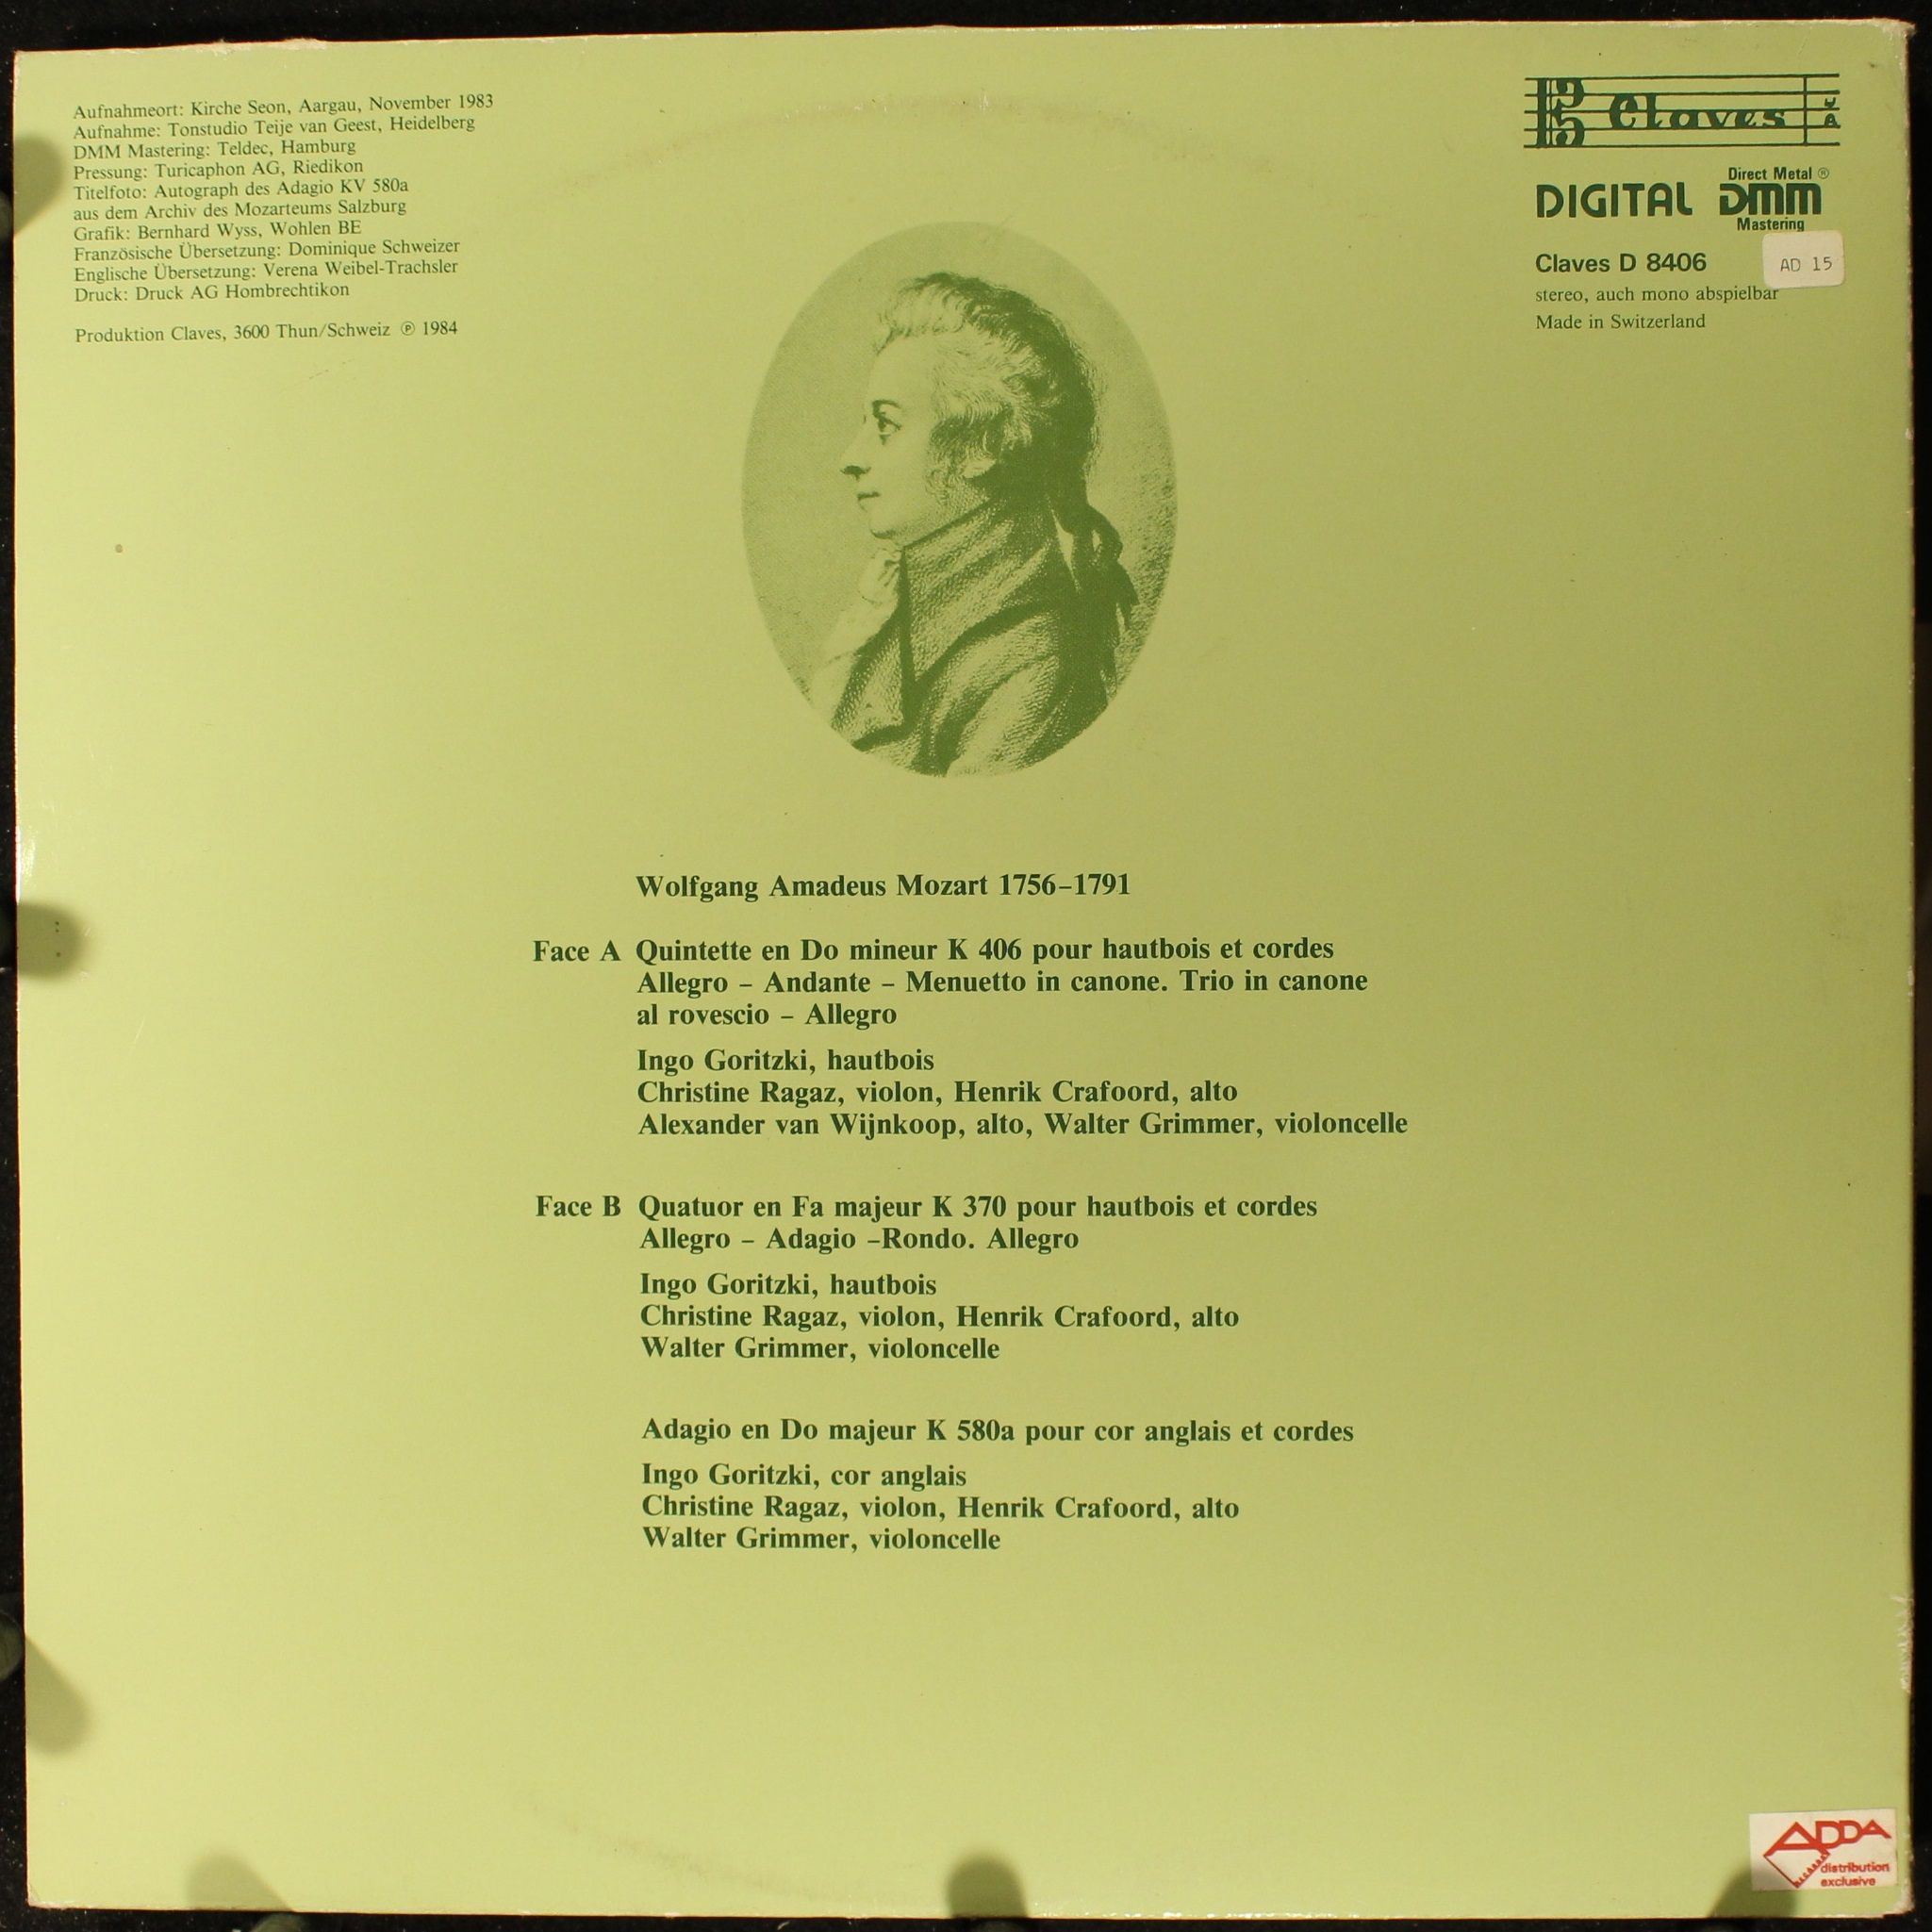 Aufnahmeort: Kirche Seon, Aargau, November 1983
Aufnahme: Tonstudio Teije van Geest, Heidelberg
DMM Mastering: Teldec, Hamburg
Pressung: Turicaphon AG, Riedikon
Titelfoto: Autograph des Adagio KV 580a
aus dem Archiv des Mozarteums Salzburg
Grafik: Bernhard Wyss, Wohlen BE
Französische Übersetzung: Dominique Schweizer
Englische Übersetzung: Verena Weibel-Trachsler
Druck: Druck AG Hombrechtikon
Produktion Claves, 3600 Thun/Schweiz ℗ 1984
Claves
DIGITAL
Direct Metal ®
DMM
Mastering
Claves D 8406
AD 15
stereo, auch mono abspielbar
Made in Switzerland
Wolfgang Amadeus Mozart 1756–1791
Face A Quintette en Do mineur K 406 pour hautbois et cordes
Allegro – Andante – Menuetto in canone. Trio in canone
al rovescio – Allegro
Ingo Goritzki, hautbois
Christine Ragaz, violon, Henrik Crafoord, alto
Alexander van Wijnkoop, alto, Walter Grimmer, violoncelle
Face B Quatuor en Fa majeur K 370 pour hautbois et cordes
Allegro – Adagio –Rondo. Allegro
Ingo Goritzki, hautbois
Christine Ragaz, violon, Henrik Crafoord, alto
Walter Grimmer, violoncelle
Adagio en Do majeur K 580a pour cor anglais et cordes
Ingo Goritzki, cor anglais
Christine Ragaz, violon, Henrik Crafoord, alto
Walter Grimmer, violoncelle
ADDA
distribution
exclusive